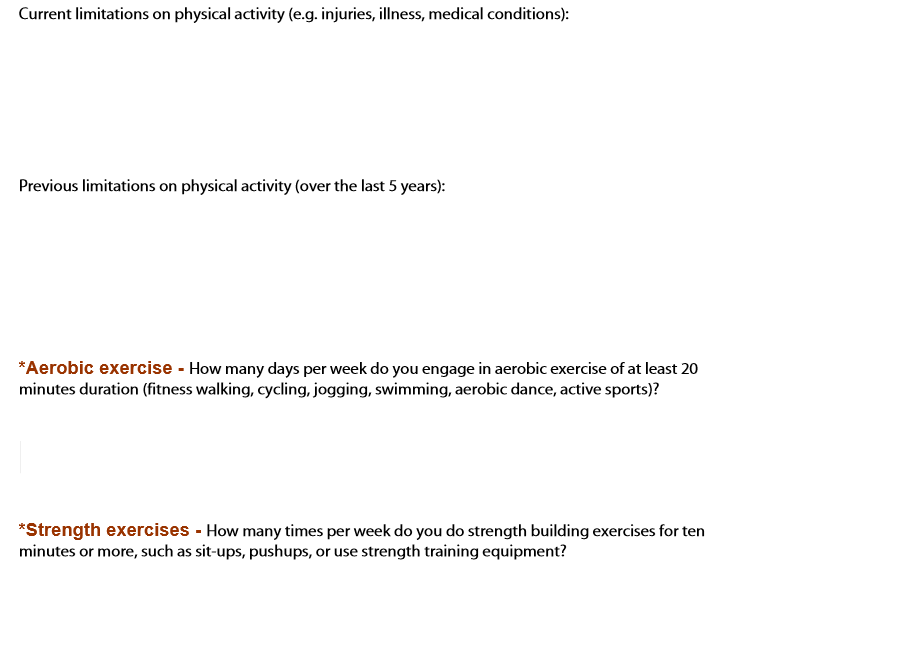 Current limitations on physical activity (e.g. injuries, illness, medical conditions):
Previous limitations on physical activity (over the last 5 years):
*Aerobic exercise - How many days per week do you engage in aerobic exercise of at least 20
minutes duration (fitness walking, cycling, jogging, swimming, aerobic dance, active sports)?
*Strength exercises - How many times per week do you do strength building exercises for ten
minutes or more, such as sit-ups, pushups, or use strength training equipment?